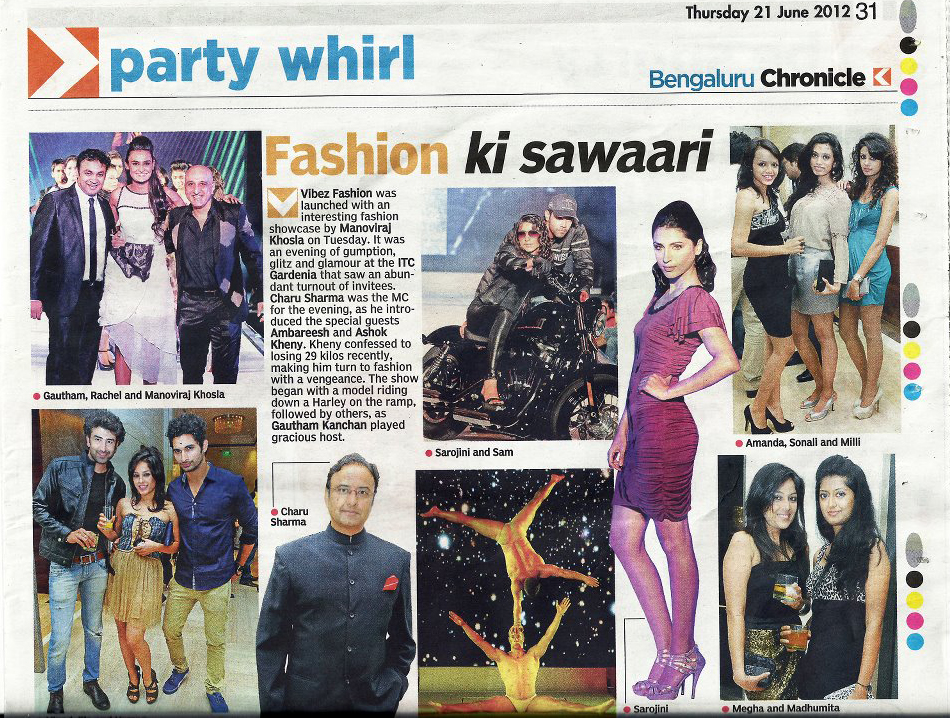 Thursday 21 June 2012 31
party whirl
Bengaluru Chronicle
Fashion ki sawaari
Vibez Fashion was
launched with an
interesting fashion
showcase by Manoviraj
Khosla on Tuesday. It was
an evening of gumption,
glitz and glamour at the ITC
Gardenia that saw an abun-
dant turnout of invitees.
Charu Sharma was the MC
for the evening, as he intro-
duced the special guests
Ambareesh and Ashok
Kheny. Kheny confessed to
losing 29 kilos recently,
making him turn to fashion
with a vengeance. The show
began with a model riding
down a Harley on the ramp,
followed by others, as
Gautham Kanchan played
gracious host.
Gautham, Rachel and Manoviraj Khosla
Sarojini and Sam
Amanda, Sonali and Milli
Charu
Sharma
Sarojini
Megha and Madhumita